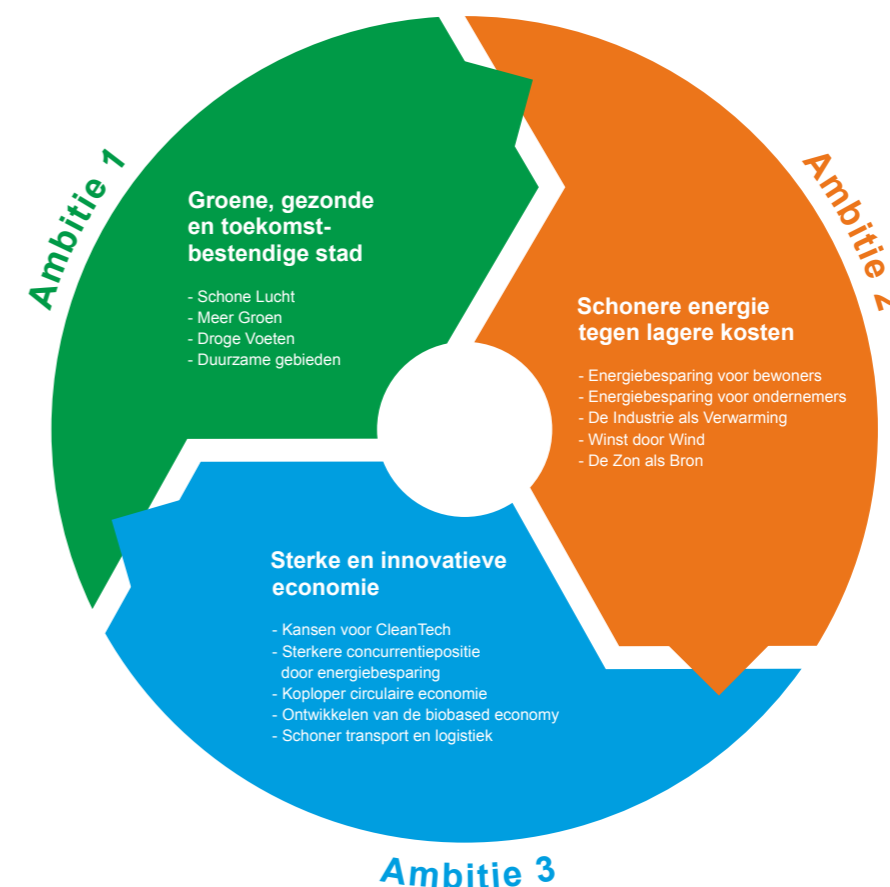 Ambitie 1
Groene, gezonde
en toekomst-
bestendige stad
- Schone Lucht
- Meer Groen
- Droge Voeten
- Duurzame gebieden
Ambitie 2
Schonere energie
tegen lagere kosten
- Energiebesparing voor bewoners
- Energiebesparing voor ondernemers
- De Industrie als Verwarming
- Winst door Wind
- De Zon als Bron
Sterke en innovatieve
economie
- Kansen voor CleanTech
- Sterkere concurrentiepositie
door energiebesparing
- Koploper circulaire economie
- Ontwikkelen van de biobased economy
- Schoner transport en logistiek
Ambitie 3